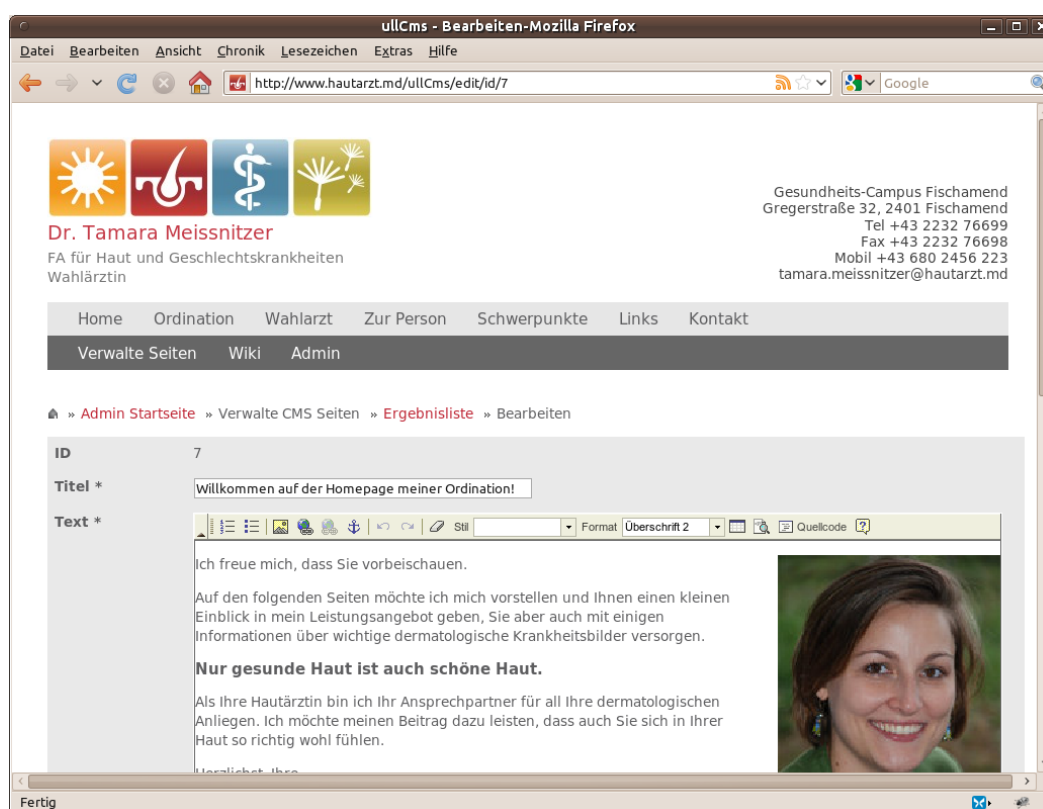 ullCms - Bearbeiten-Mozilla Firefox
Datei Bearbeiten Ansicht Chronik Lesezeichen Extras Hilfe
http://www.hautarzt.md/ullCms/edit/id/7
Google
Gesundheits-Campus Fischamend
Gregerstraße 32, 2401 Fischamend
Tel +43 2232 76699
Fax +43 2232 76698
Mobil +43 680 2456 223
tamara.meissnitzer@hautarzt.md
Dr. Tamara Meissnitzer
FA für Haut und Geschlechtskrankheiten
Wahlärztin
Home Ordination Wahlarzt Zur Person Schwerpunkte Links Kontakt
Verwalte Seiten Wiki Admin
» Admin Startseite » Verwalte CMS Seiten » Ergebnisliste » Bearbeiten
ID 7
Titel * Willkommen auf der Homepage meiner Ordination!
Text *
Stil Format Überschrift 2 Quellcode
Ich freue mich, dass Sie vorbeischauen.
Auf den folgenden Seiten möchte ich mich vorstellen und Ihnen einen kleinen
Einblick in mein Leistungsangebot geben, Sie aber auch mit einigen
Informationen über wichtige dermatologische Krankheitsbilder versorgen.
Nur gesunde Haut ist auch schöne Haut.
Als Ihre Hautärztin bin ich Ihr Ansprechpartner für all Ihre dermatologischen
Anliegen. Ich möchte meinen Beitrag dazu leisten, dass auch Sie sich in Ihrer
Haut so richtig wohl fühlen.
Herzlichst, Ihre
Fertig